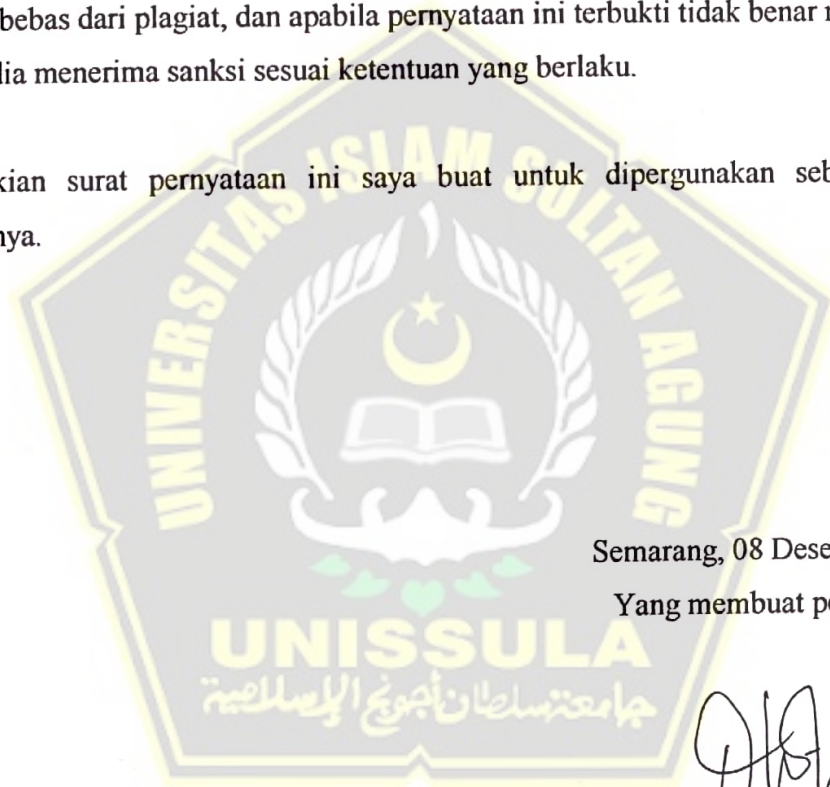 bebas dari plagiat, dan apabila pernyataan ini terbukti tidak benar
dia menerima sanksi sesuai ketentuan yang berlaku.
kian surat pernyataan ini saya buat untuk dipergunakan seb
nya.
UNIVERSITAS ISLAM SULTAN AGUNG
Semarang, 08 Dese
Yang membuat pe
UNISSULA
جامعة سلطان أجونج الإسلامية